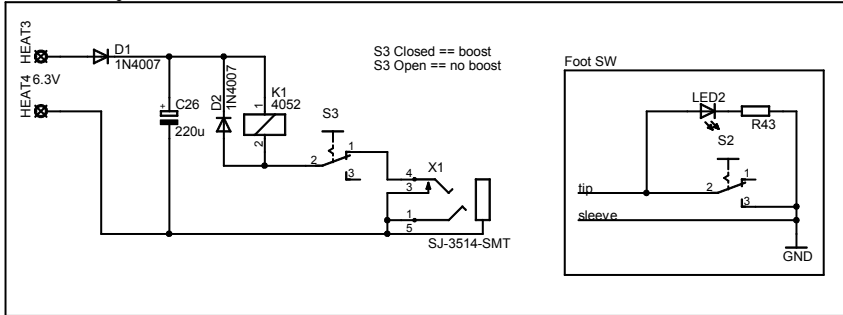 HEAT3
D1
1N4007
S3 Closed == boost
S3 Open == no boost
Foot SW
HEAT4
6.3V
+
C26
220u
D2
1N4007
1
K1
4052
2
S3
2
1
3
4
3
1
5
X1
SJ-3514-SMT
LED2
R43
S2
tip
2
1
3
sleeve
GND